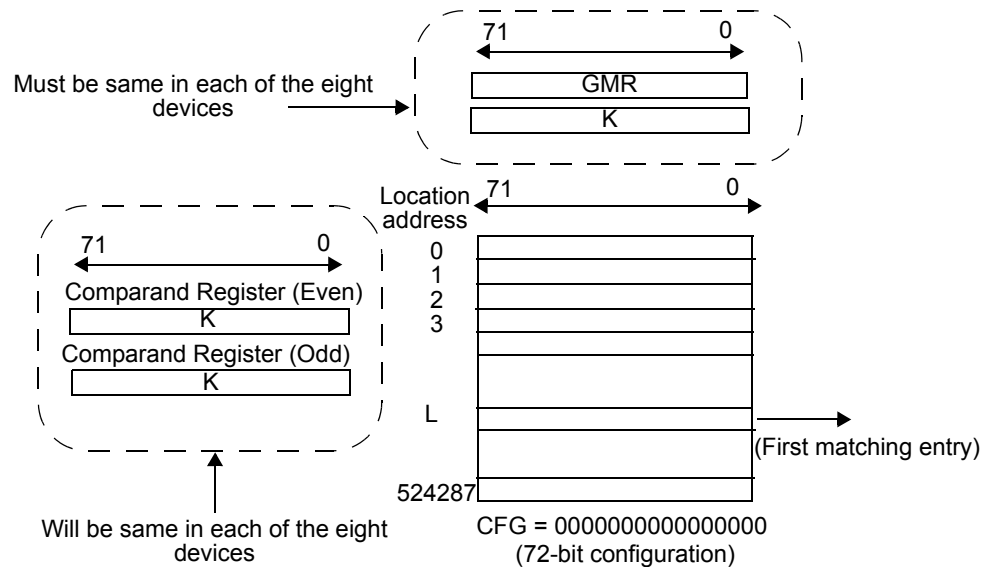 71 0
GMR
K
Must be same in each of the eight
devices
Location
address
71 0
0
1
2
3
L
524287
(First matching entry)
CFG = 0000000000000000
(72-bit configuration)
71 0
Comparand Register (Even)
K
Comparand Register (Odd)
K
Will be same in each of the eight
devices